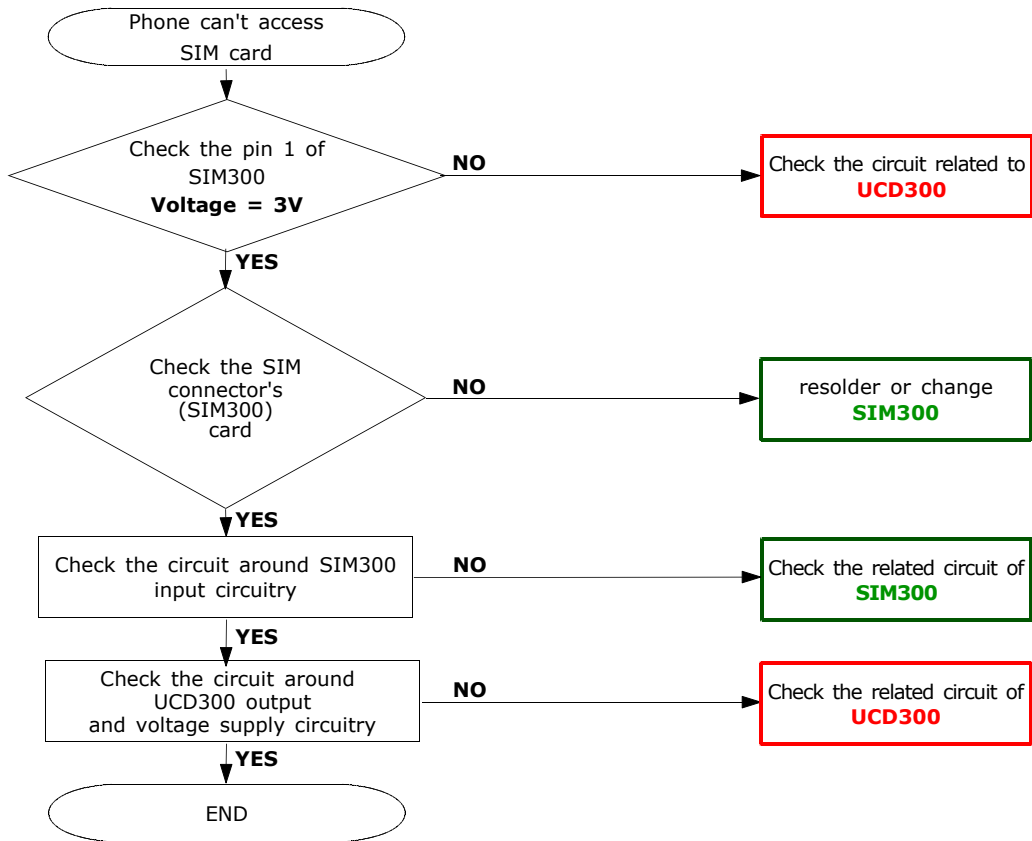 Phone can't access
SIM card
Check the pin 1 of
SIM300
Voltage = 3V
NO
Check the circuit related to
UCD300
YES
Check the SIM
connector's
(SIM300)
card
NO
resolder or change
SIM300
YES
Check the circuit around SIM300
input circuitry
NO
Check the related circuit of
SIM300
YES
Check the circuit around
UCD300 output
and voltage supply circuitry
NO
Check the related circuit of
UCD300
YES
END